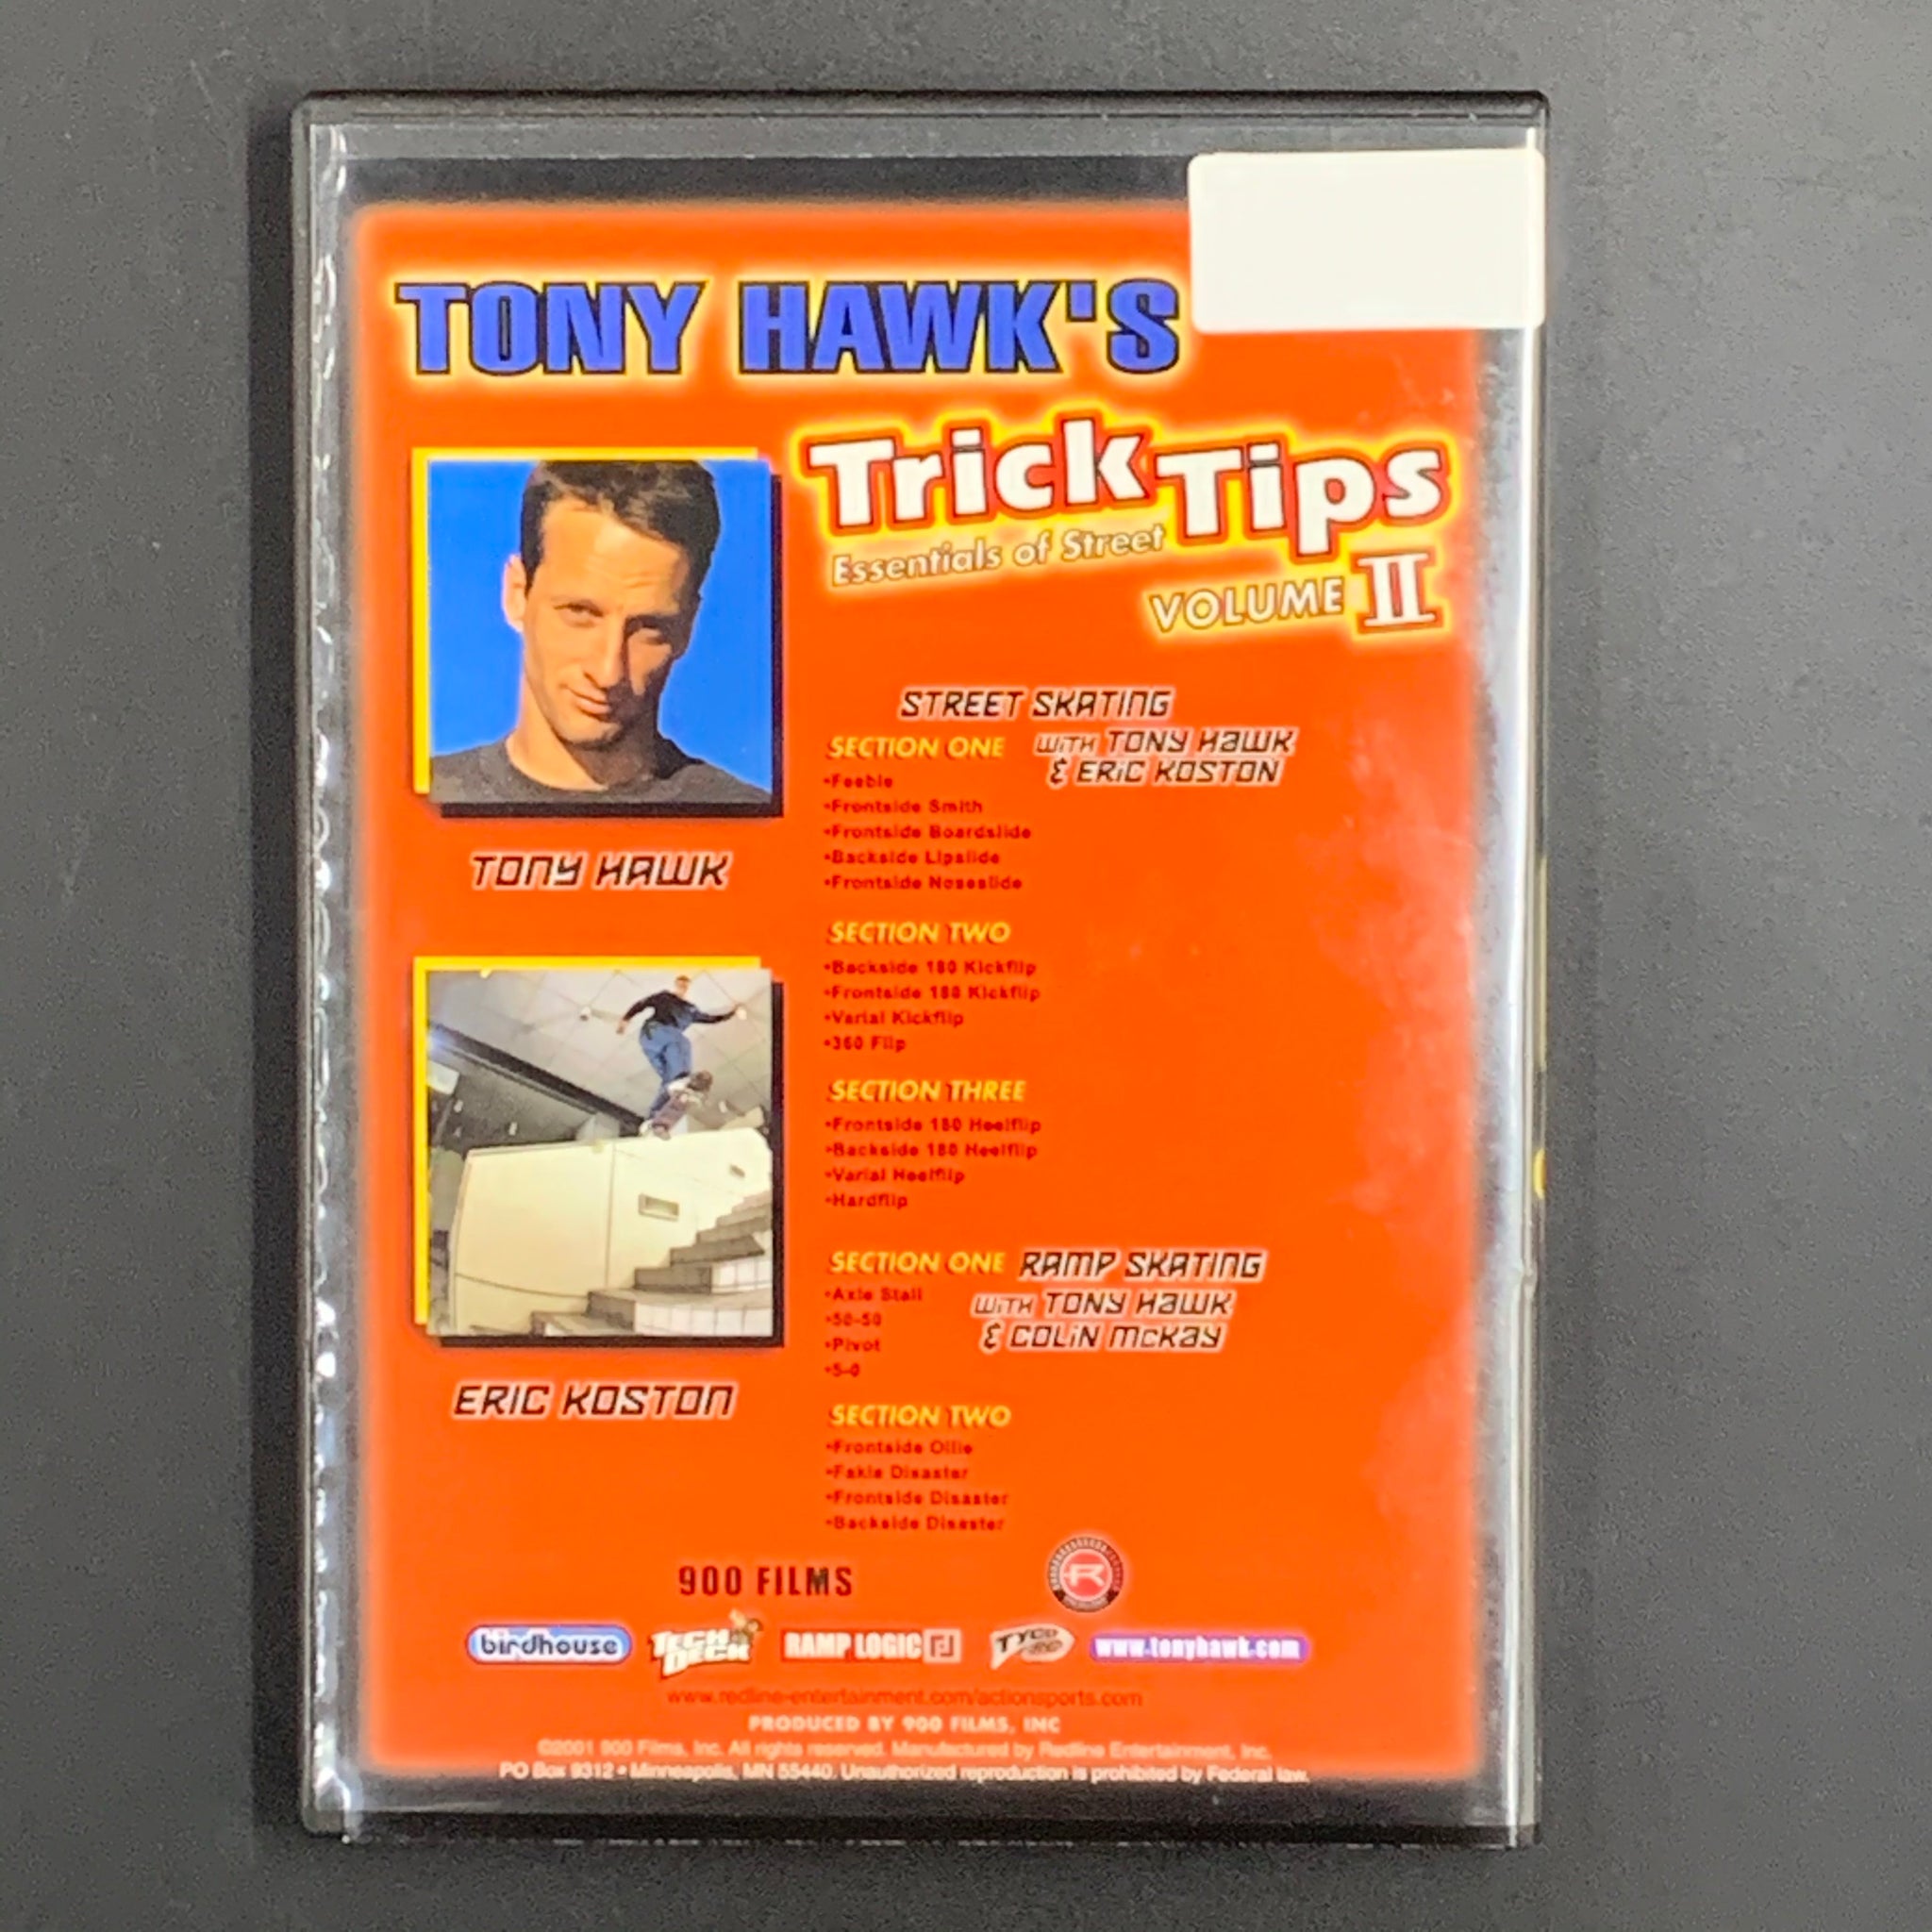 TONY HAWK'S
Trick Tips
Essentials of Street
VOLUME II
TONY HAWK
ERIC KOSTON
STREET SKATING
SECTION ONE WITH TONY HAWK
& ERIC KOSTON
•Feeble
•Frontside Smith
•Frontside Boardslide
•Backside Lipslide
•Frontside Noseslide
SECTION TWO
•Backside 180 Kickflip
•Frontside 180 Kickflip
•Varial Kickflip
•360 Flip
SECTION THREE
•Frontside 180 Heelflip
•Backside 180 Heelflip
•Varial Heelflip
•Hardflip
SECTION ONE RAMP SKATING
WITH TONY HAWK
& COLIN McKAY
•Axle Stall
•50-50
•Pivot
•5-0
SECTION TWO
•Frontside Ollie
•Fakie Disaster
•Frontside Disaster
•Backside Disaster
900 FILMS
R
birdhouse
TECH DECK
RAMP LOGIC
TYCO R/C
www.tonyhawk.com
www.redline-entertainment.com/actionsports.com
PRODUCED BY 900 FILMS, INC
©2001 900 Films, Inc. All rights reserved. Manufactured by Redline Entertainment, Inc.
PO Box 9312 • Minneapolis, MN 55440. Unauthorized reproduction is prohibited by Federal law.